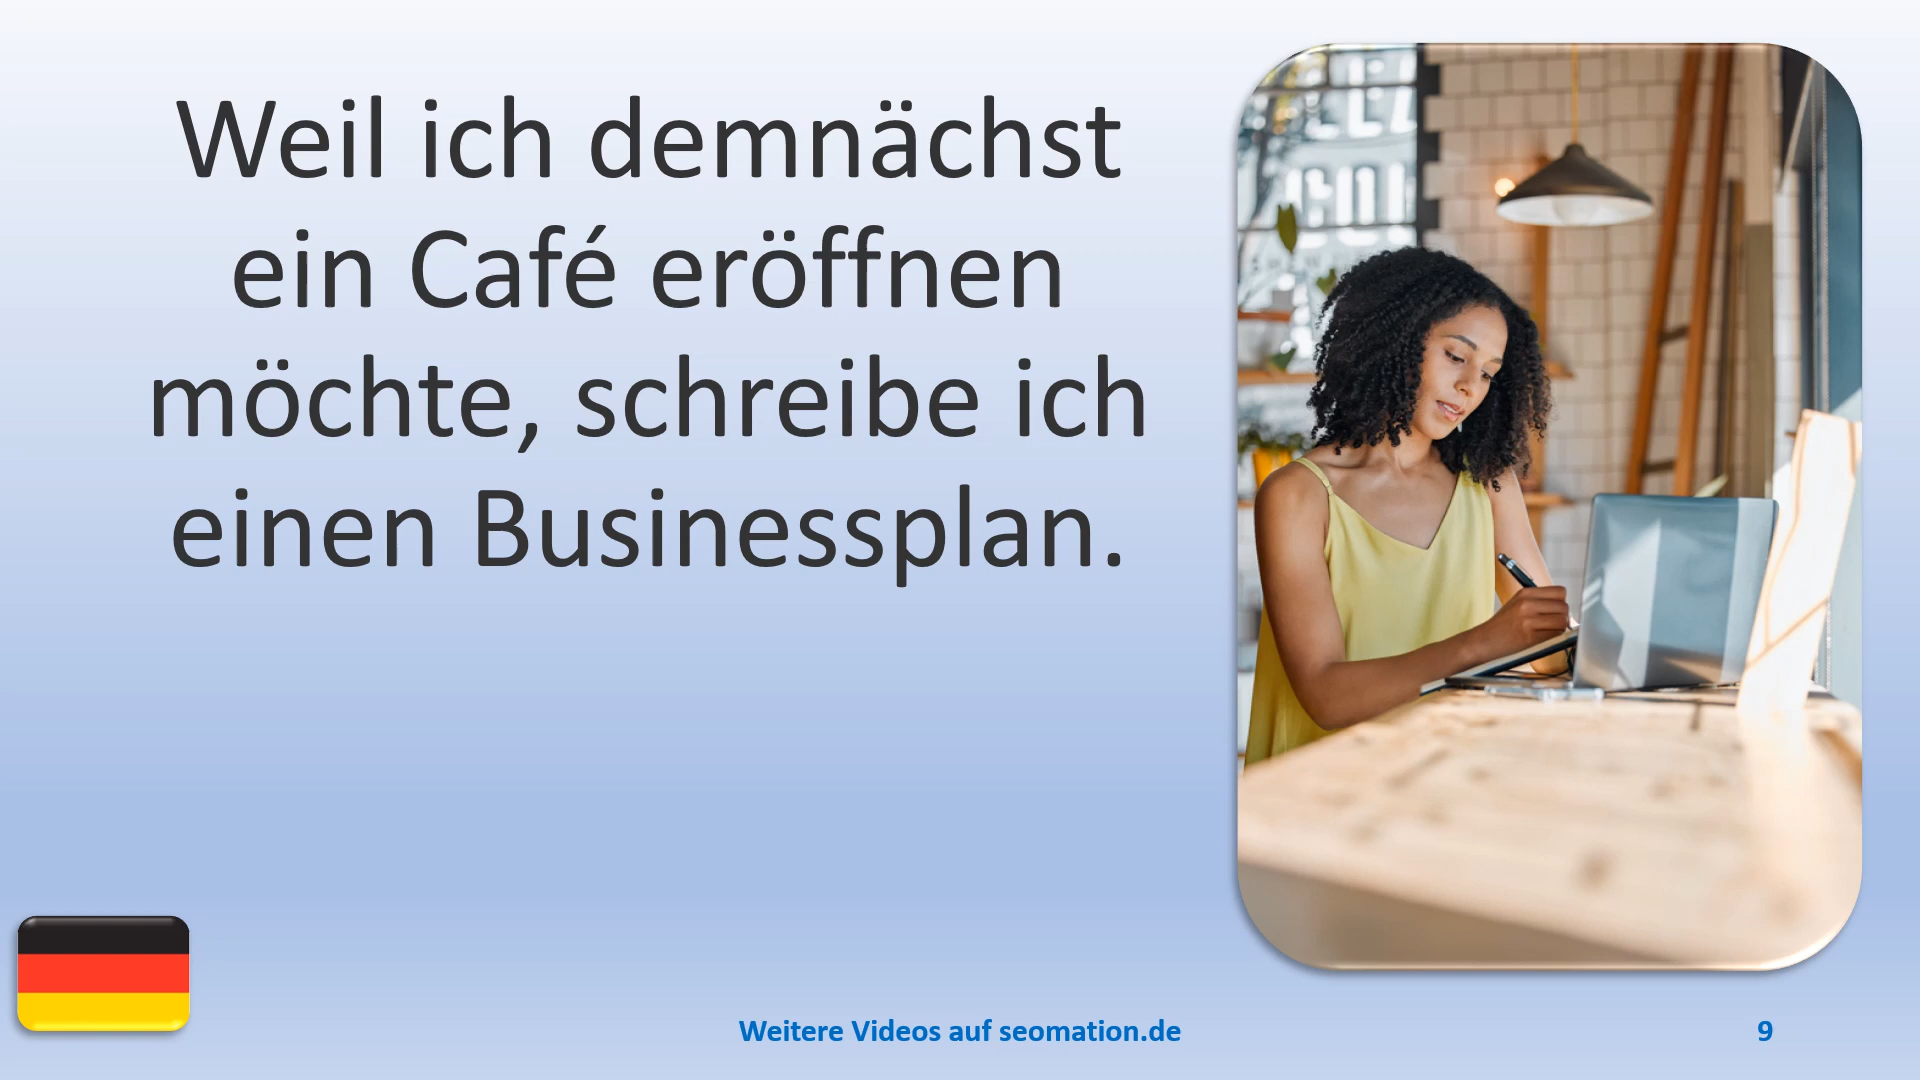 Weil ich demnächst
ein Café eröffnen
möchte, schreibe ich
einen Businessplan.
Weitere Videos auf seomation.de
9